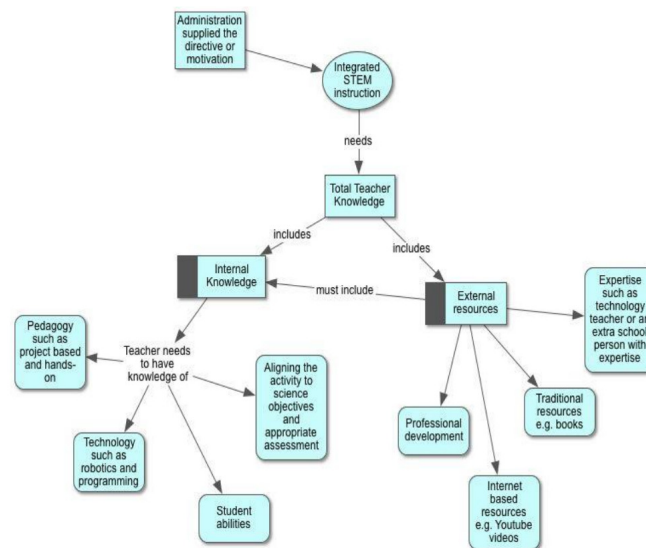 Administration
supplied the
directive or
motivation
Integrated
STEM
instruction
needs
Total Teacher
Knowledge
includes
includes
Internal
Knowledge
must include
External
resources
Expertise
such as
technology
teacher or an
extra school
person with
expertise
Pedagogy
such as
project based
and hands-
on
Teacher needs
to have
knowledge of
Aligning the
activity to
science
objectives
and
appropriate
assessment
Traditional
resources
e.g. books
Professional
development
Technology
such as
robotics and
programming
Student
abilities
Internet
based
resources
e.g. Youtube
videos